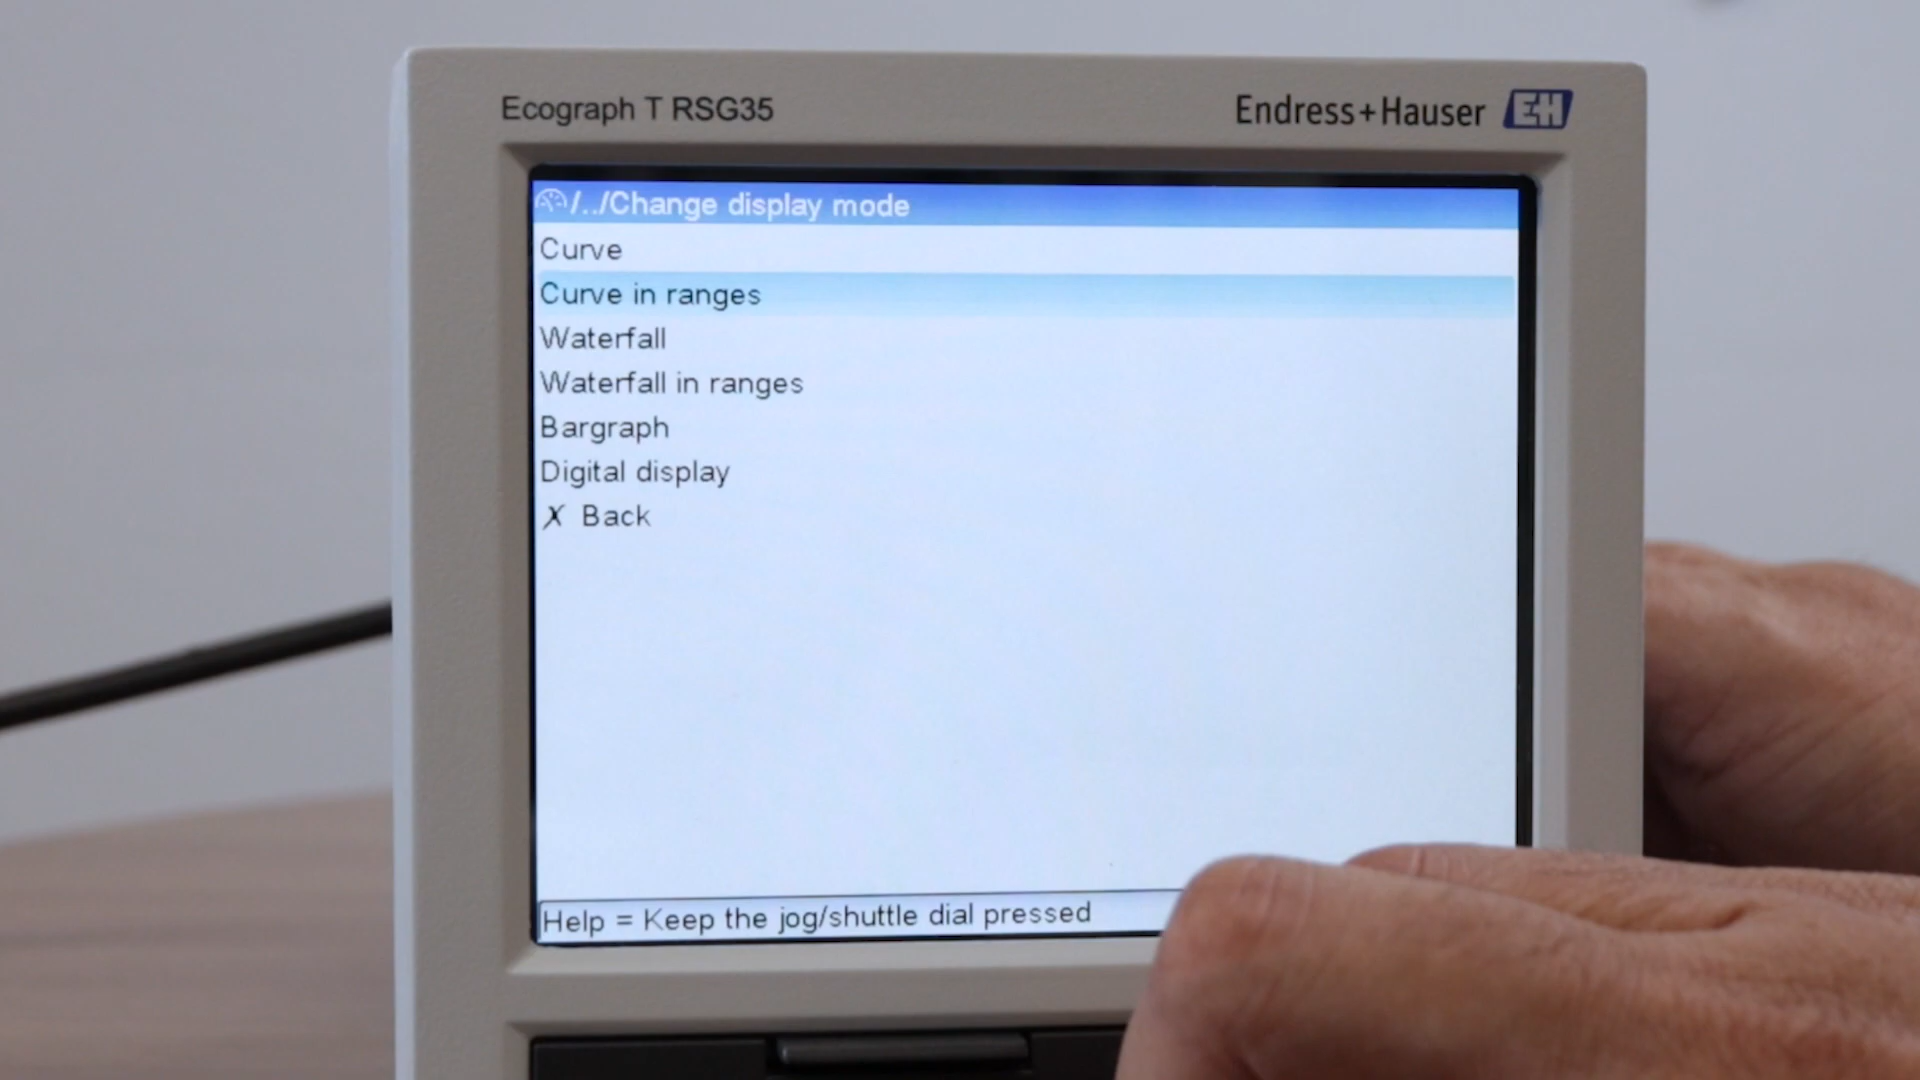 Ecograph T RSG35
Endress+Hauser EH
/../Change display mode
Curve
Curve in ranges
Waterfall
Waterfall in ranges
Bargraph
Digital display
X Back
Help = Keep the jog/shuttle dial pressed